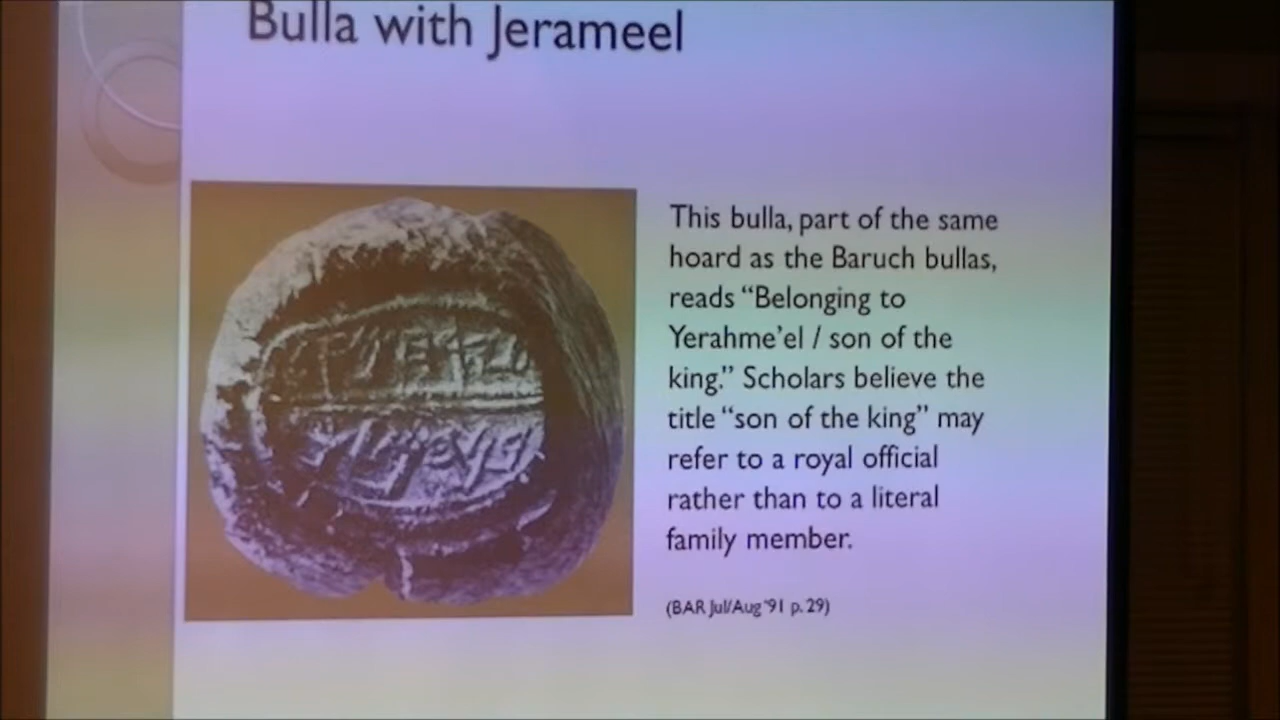 Bulla with Jerameel
This bulla, part of the same
hoard as the Baruch bullas,
reads “Belonging to
Yerahme’el / son of the
king.” Scholars believe the
title “son of the king” may
refer to a royal official
rather than to a literal
family member.
(BAR Jul/Aug ‘91 p. 29)